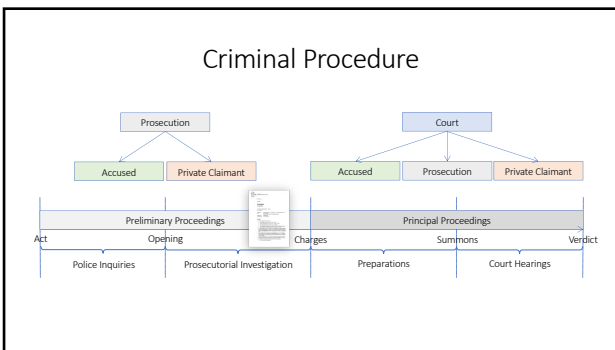 Criminal Procedure
Prosecution
Court
Accused
Private Claimant
Accused
Prosecution
Private Claimant
Preliminary Proceedings
Principal Proceedings
Act
Opening
Charges
Summons
Verdict
Police Inquiries
Prosecutorial Investigation
Preparations
Court Hearings